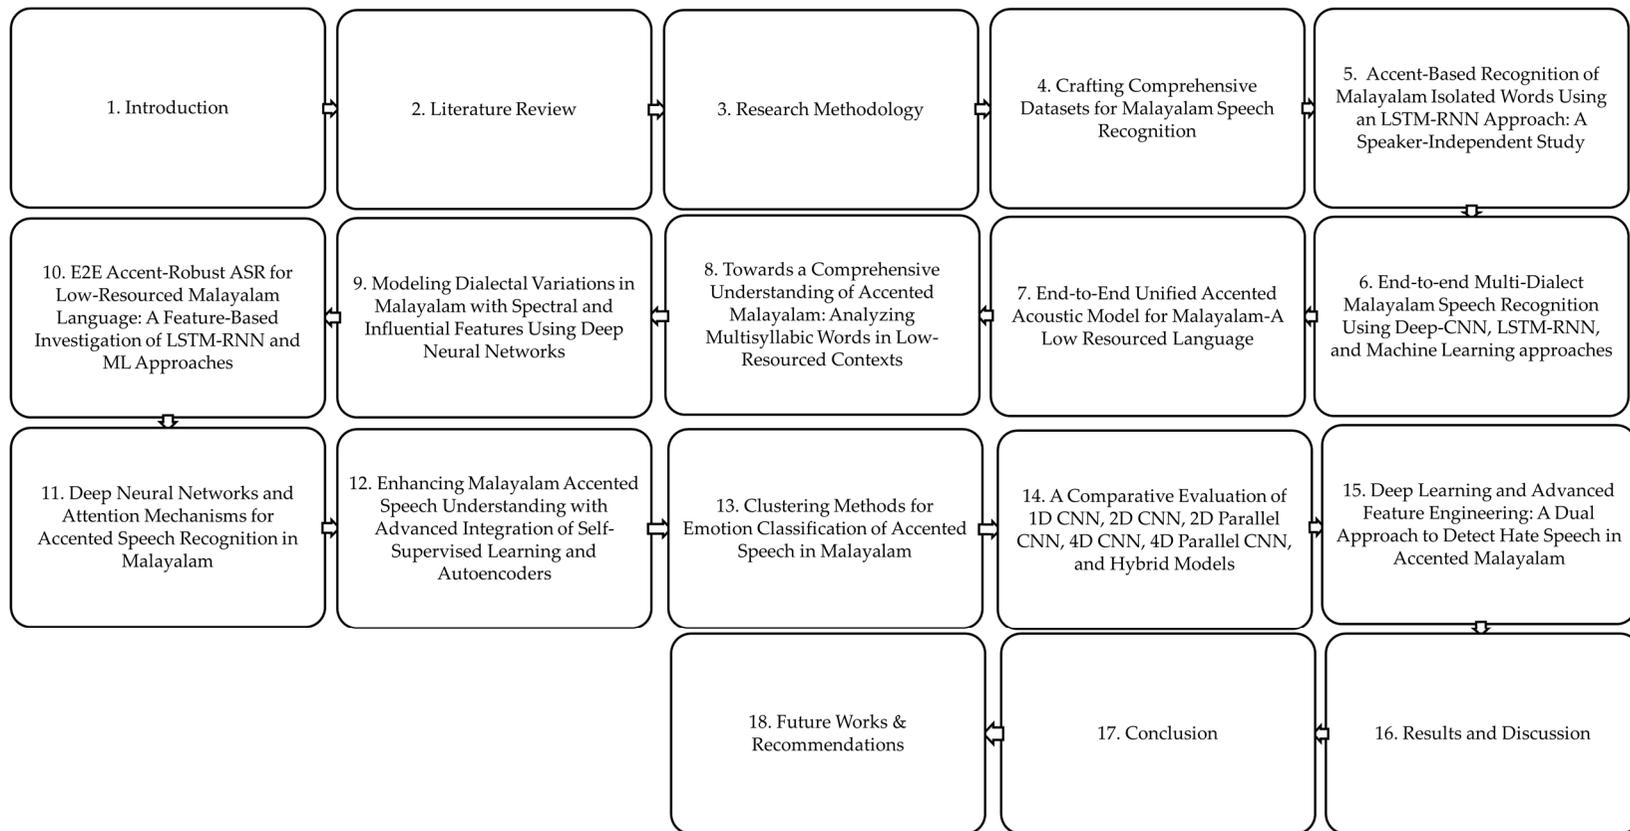 1. Introduction
2. Literature Review
3. Research Methodology
4. Crafting Comprehensive
Datasets for Malayalam Speech
Recognition
5.  Accent-Based Recognition of
Malayalam Isolated Words Using
an LSTM-RNN Approach: A
Speaker-Independent Study
6. End-to-end Multi-Dialect
Malayalam Speech Recognition
Using Deep-CNN, LSTM-RNN,
and Machine Learning approaches
7. End-to-End Unified Accented
Acoustic Model for Malayalam-A
Low Resourced Language
8. Towards a Comprehensive
Understanding of Accented
Malayalam: Analyzing
Multisyllabic Words in Low-
Resourced Contexts
9. Modeling Dialectal Variations in
Malayalam with Spectral and
Influential Features Using Deep
Neural Networks
10. E2E Accent-Robust ASR for
Low-Resourced Malayalam
Language: A Feature-Based
Investigation of LSTM-RNN and
ML Approaches
11. Deep Neural Networks and
Attention Mechanisms for
Accented Speech Recognition in
Malayalam
12. Enhancing Malayalam Accented
Speech Understanding with
Advanced Integration of Self-
Supervised Learning and
Autoencoders
13. Clustering Methods for
Emotion Classification of Accented
Speech in Malayalam
14. A Comparative Evaluation of
1D CNN, 2D CNN, 2D Parallel
CNN, 4D CNN, 4D Parallel CNN,
and Hybrid Models
15. Deep Learning and Advanced
Feature Engineering: A Dual
Approach to Detect Hate Speech in
Accented Malayalam
16. Results and Discussion
17. Conclusion
18. Future Works &
Recommendations